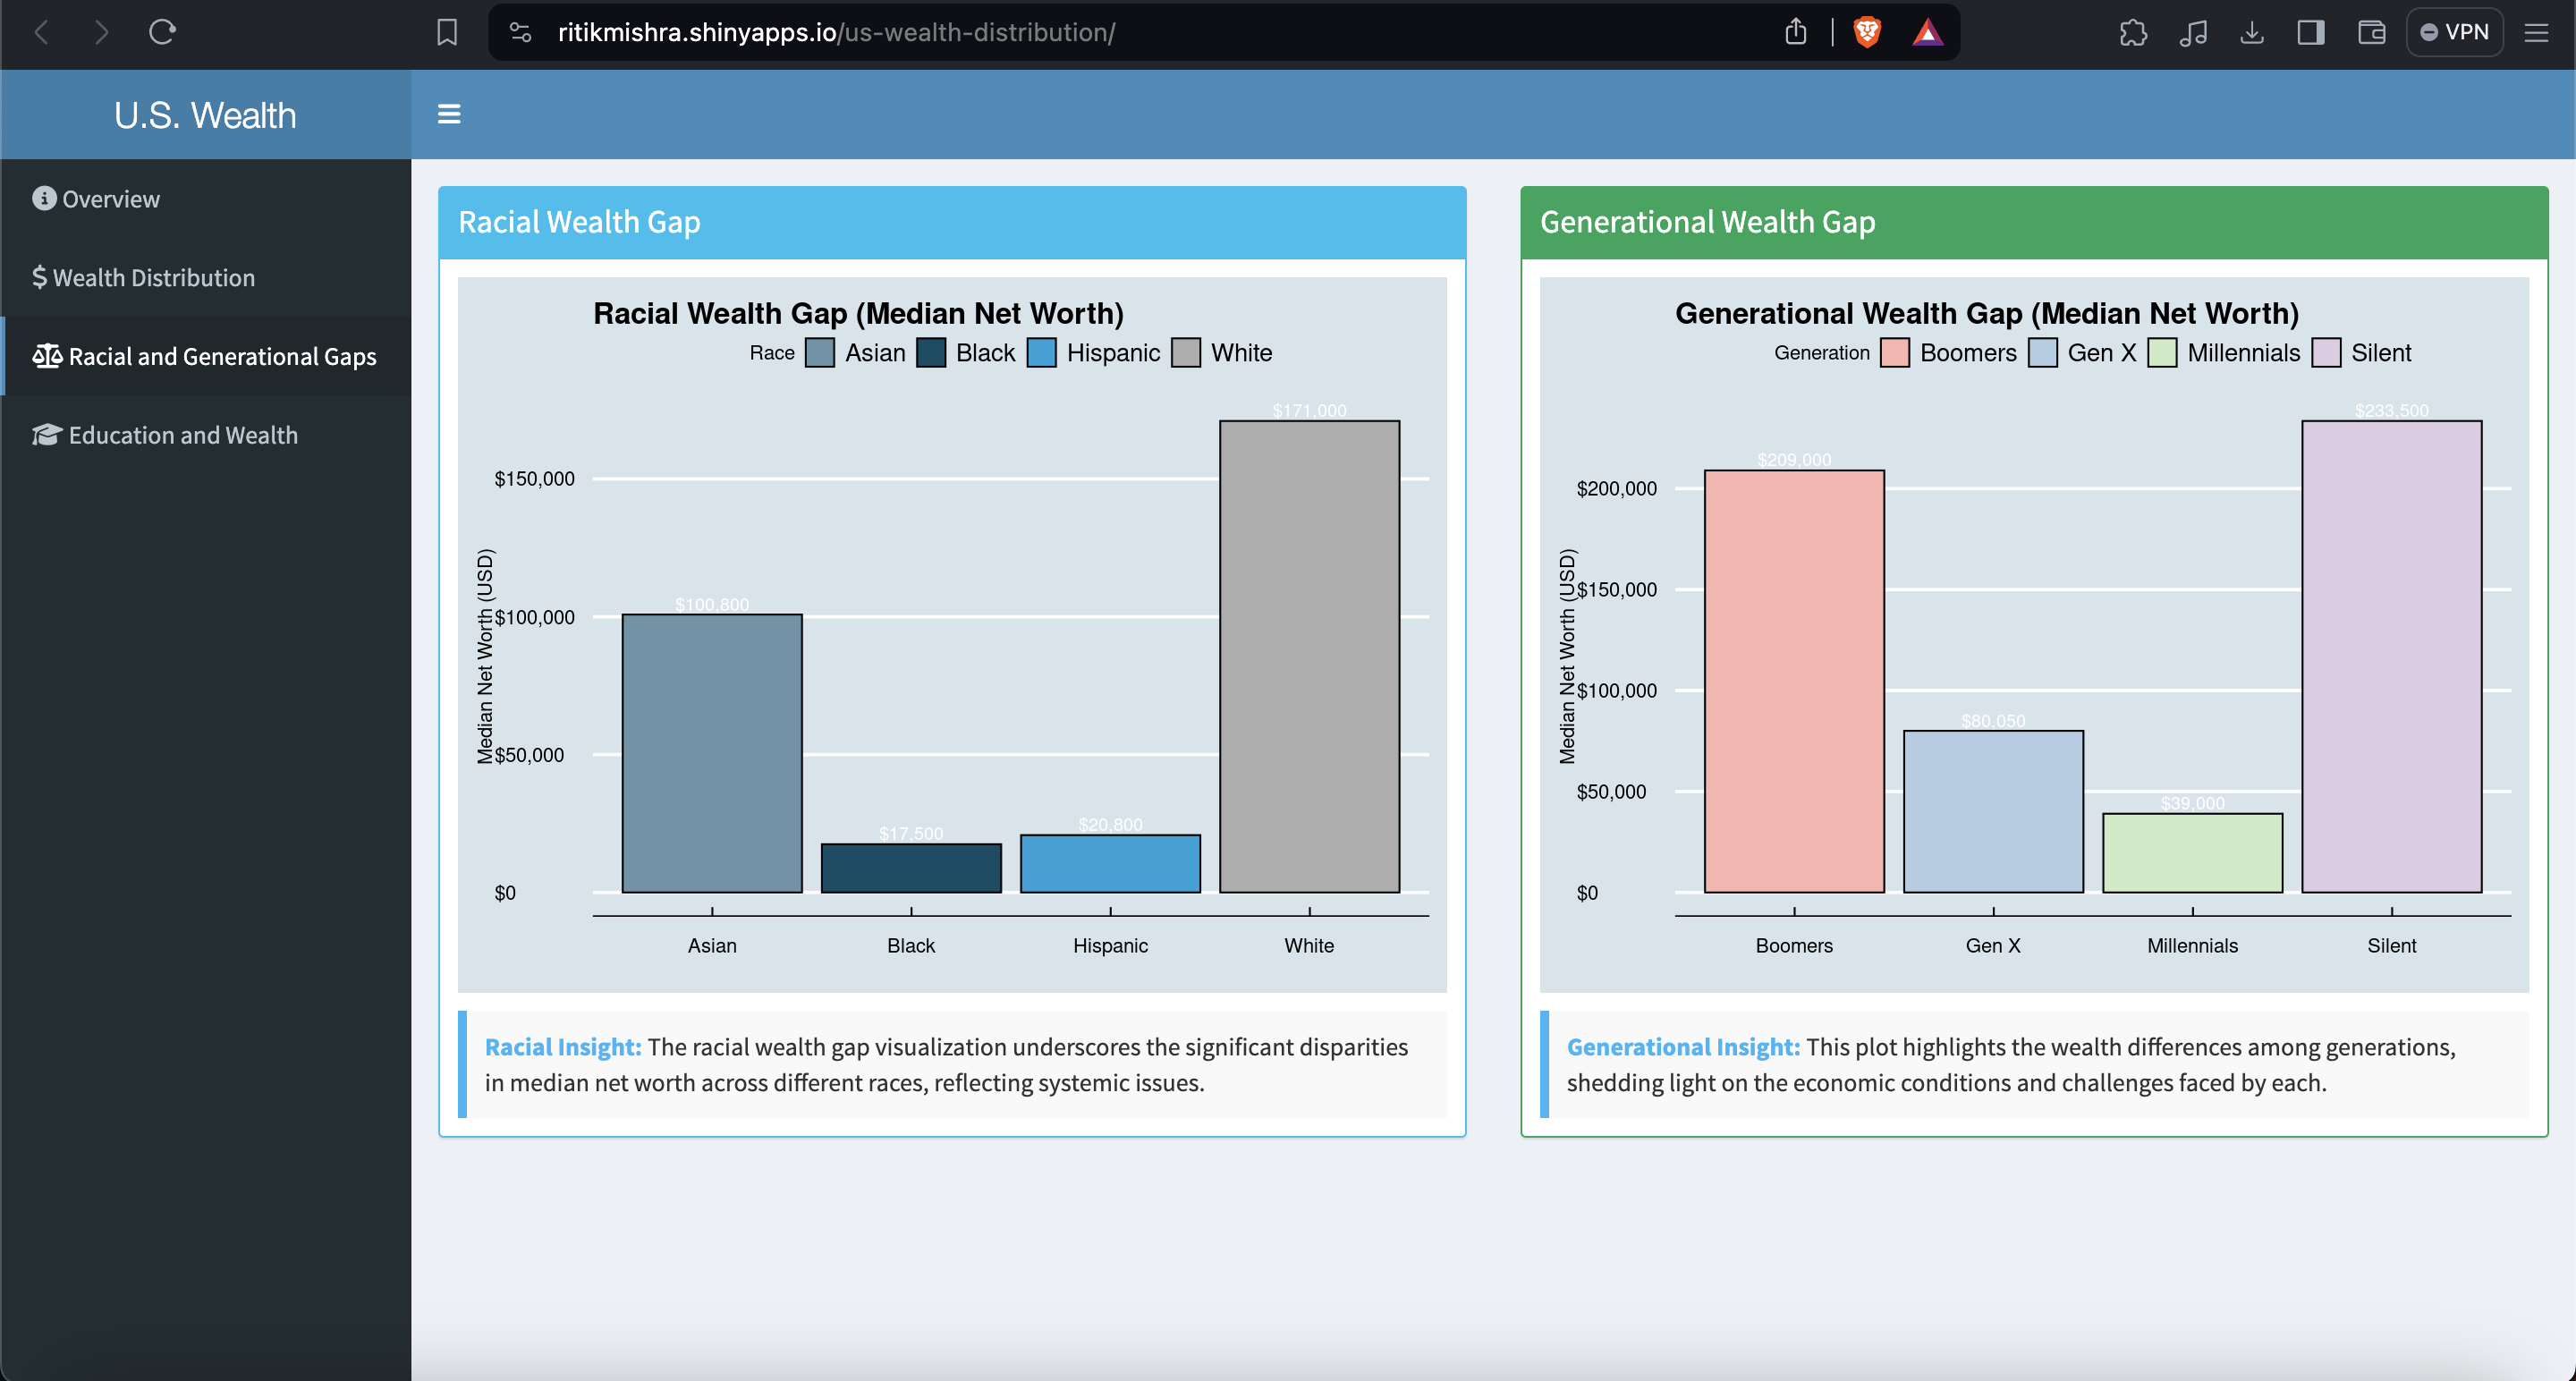 ritikmishra.shinyapps.io/us-wealth-distribution/
VPN
U.S. Wealth
Overview
Wealth Distribution
Racial and Generational Gaps
Education and Wealth
Racial Wealth Gap
Racial Wealth Gap (Median Net Worth)
Race Asian Black Hispanic White
$171,000
$150,000
$100,800
$100,000
$50,000
$20,800
$17,500
$0
Median Net Worth (USD)
Asian Black Hispanic White
Racial Insight: The racial wealth gap visualization underscores the significant disparities
in median net worth across different races, reflecting systemic issues.
Generational Wealth Gap
Generational Wealth Gap (Median Net Worth)
Generation Boomers Gen X Millennials Silent
$233,500
$209,000
$200,000
$150,000
$100,000
$80,050
$50,000
$39,000
$0
Median Net Worth (USD)
Boomers Gen X Millennials Silent
Generational Insight: This plot highlights the wealth differences among generations,
shedding light on the economic conditions and challenges faced by each.